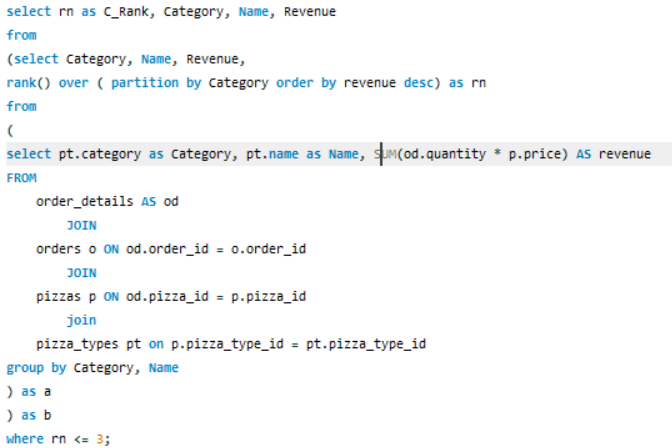 select rn as C_Rank, Category, Name, Revenue
from
(select Category, Name, Revenue,
rank() over ( partition by Category order by revenue desc) as rn
from
(
select pt.category as Category, pt.name as Name, SUM(od.quantity * p.price) AS revenue
FROM
    order_details AS od
        JOIN
    orders o ON od.order_id = o.order_id
        JOIN
    pizzas p ON od.pizza_id = p.pizza_id
        join
    pizza_types pt on p.pizza_type_id = pt.pizza_type_id
group by Category, Name
) as a
) as b
where rn <= 3;